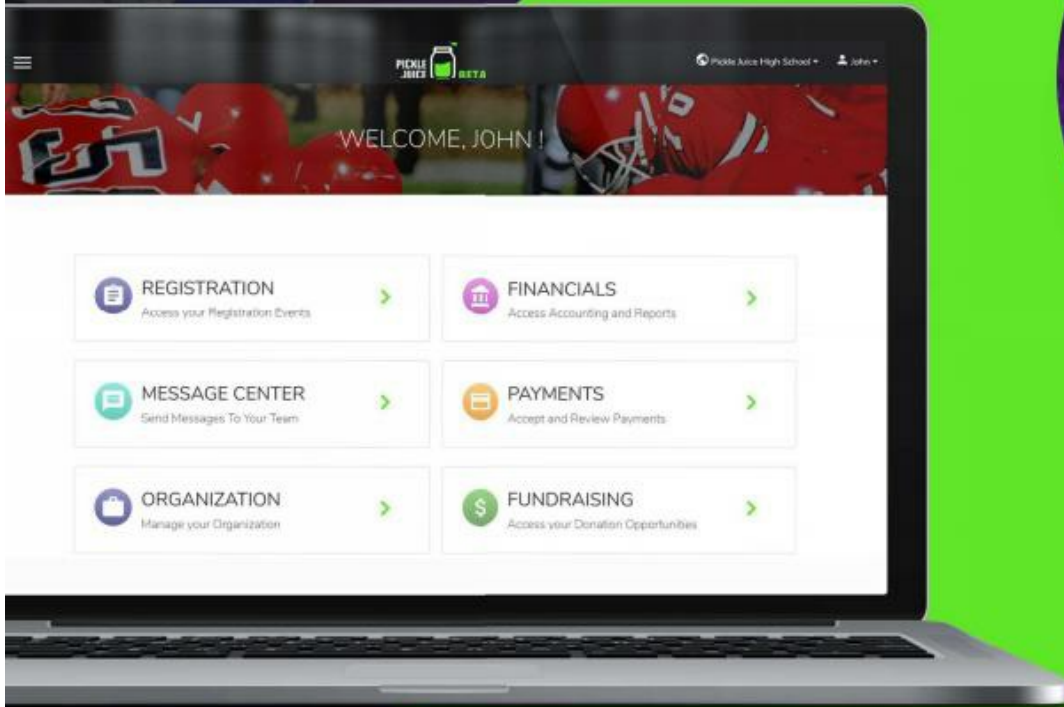 PICKLE
JUICE
BETA
Pickle Juice High School
John
WELCOME, JOHN !
REGISTRATION
Access your Registration Events
FINANCIALS
Access Accounting and Reports
MESSAGE CENTER
Send Messages To Your Team
PAYMENTS
Accept and Review Payments
ORGANIZATION
Manage your Organization
FUNDRAISING
Access your Donation Opportunities